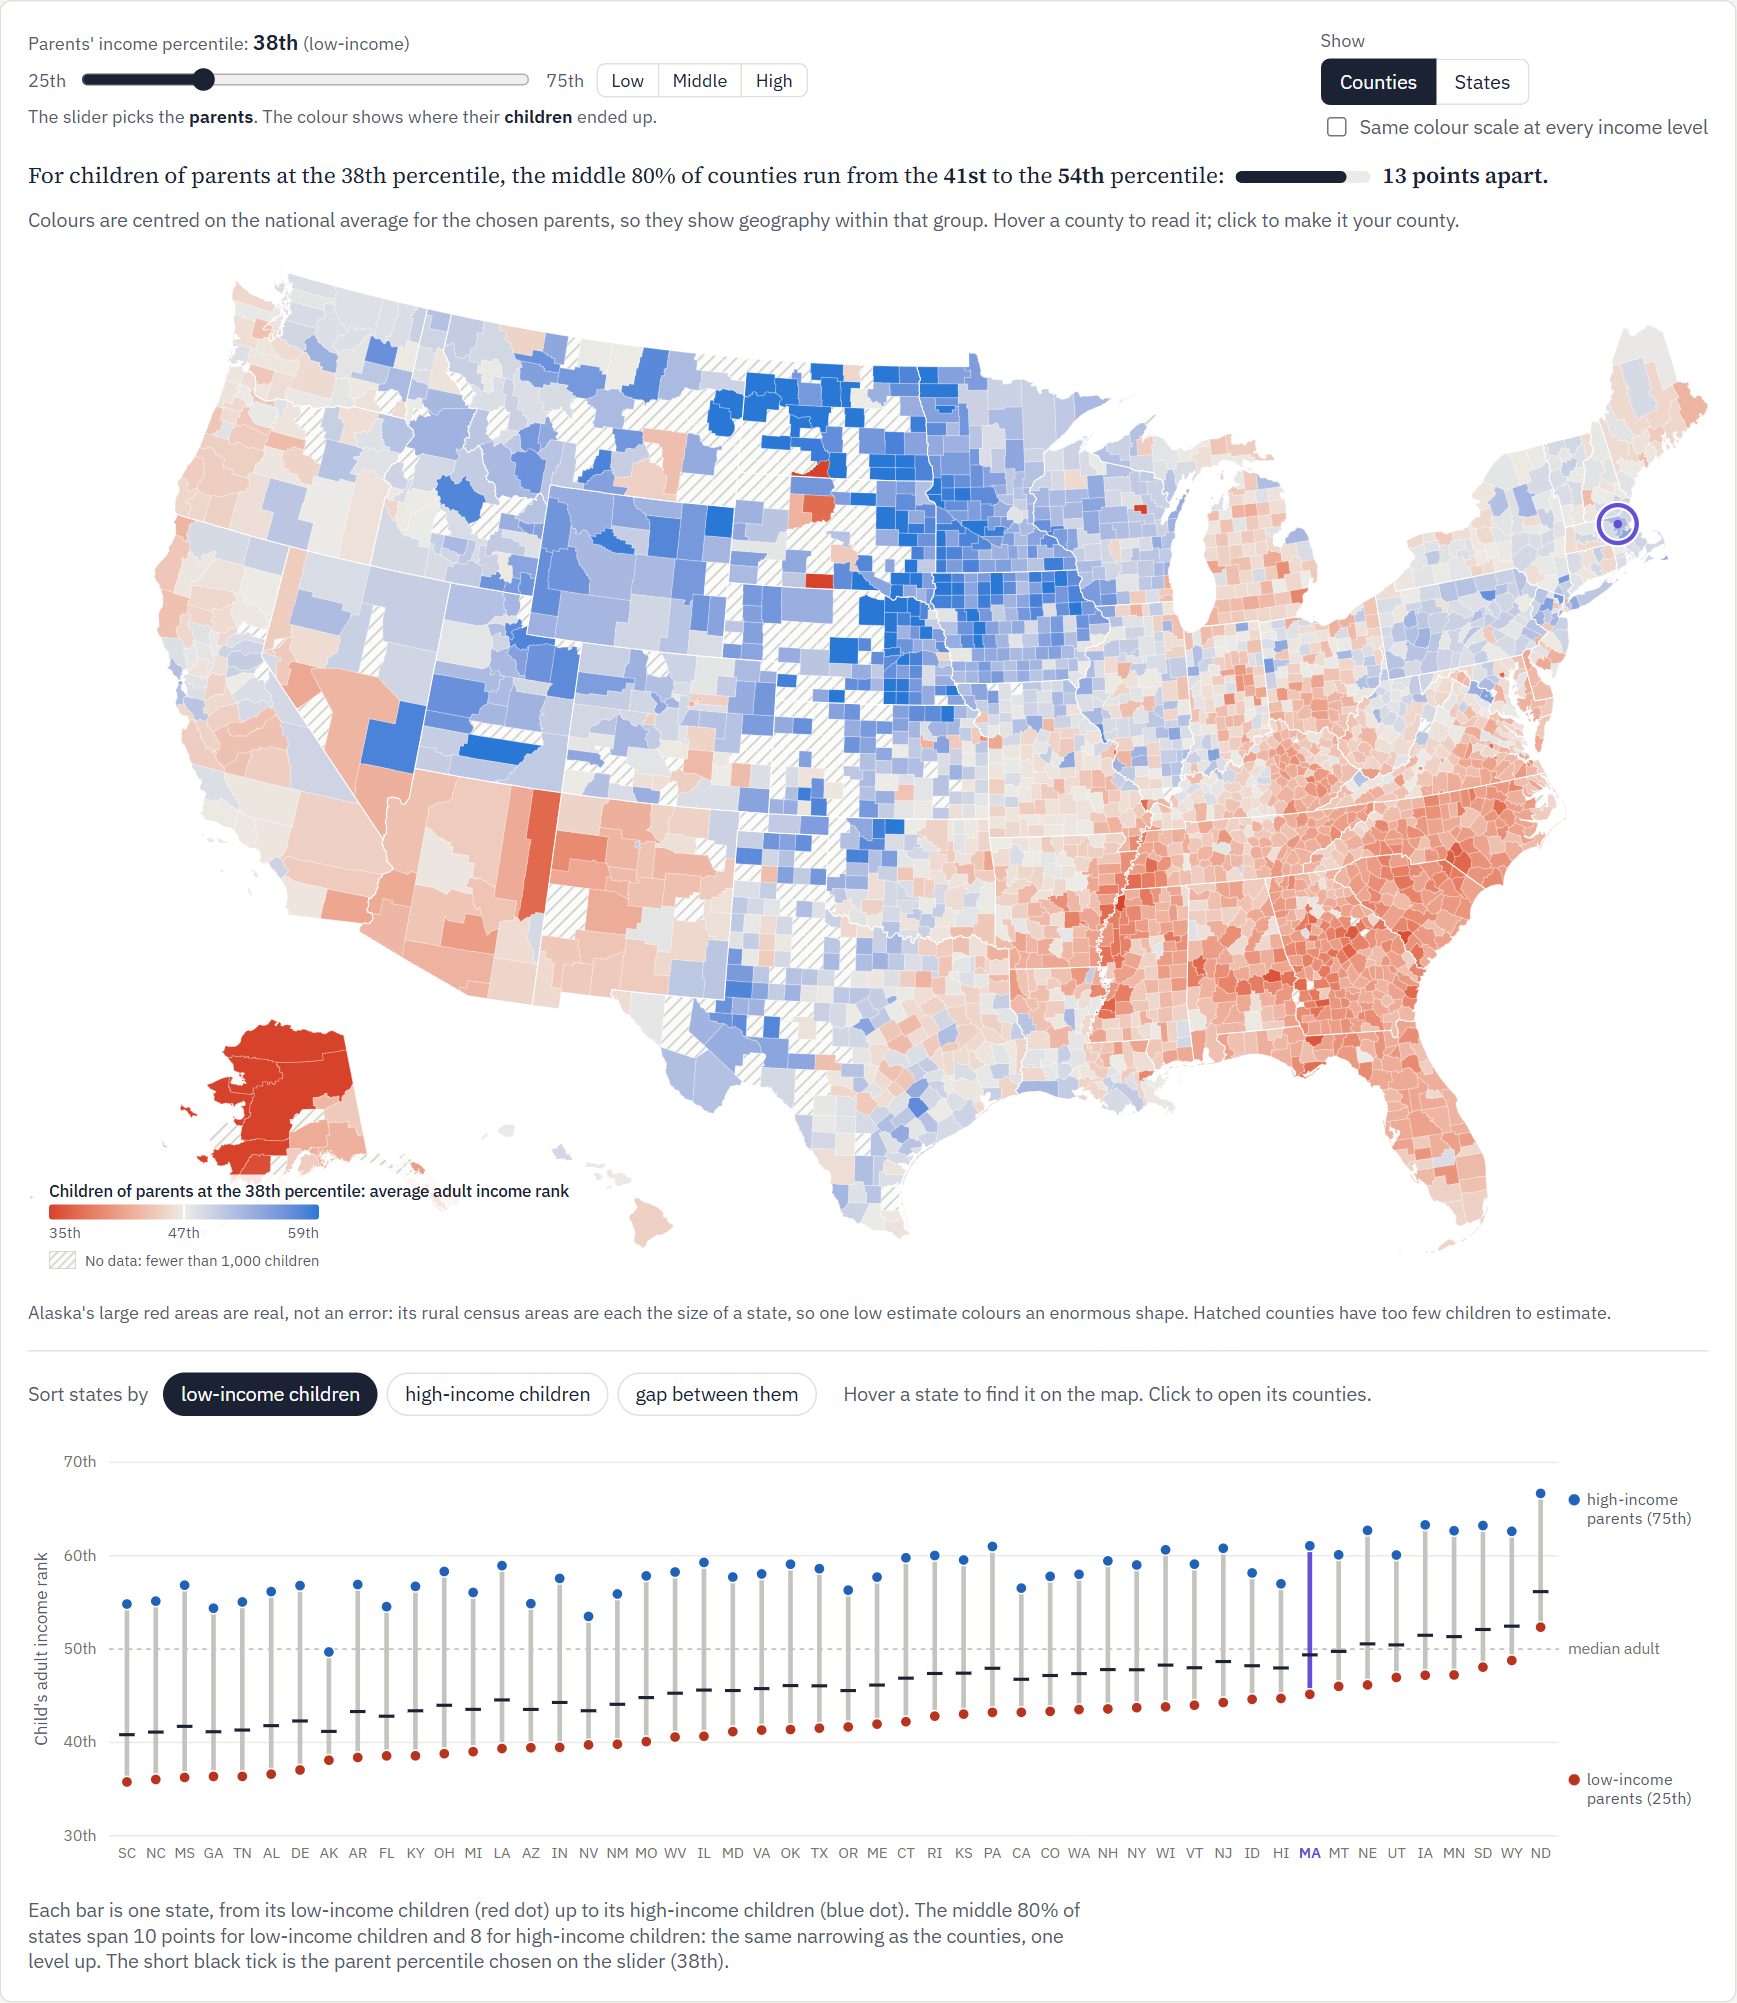 Parents' income percentile: 38th (low-income)
25th
75th
Low
Middle
High
The slider picks the parents. The colour shows where their children ended up.
Show
Counties
States
Same colour scale at every income level
For children of parents at the 38th percentile, the middle 80% of counties run from the 41st to the 54th percentile: 13 points apart.
Colours are centred on the national average for the chosen parents, so they show geography within that group. Hover a county to read it; click to make it your county.
Children of parents at the 38th percentile: average adult income rank
35th 47th 59th
No data: fewer than 1,000 children
Alaska's large red areas are real, not an error: its rural census areas are each the size of a state, so one low estimate colours an enormous shape. Hatched counties have too few children to estimate.
Sort states by
low-income children
high-income children
gap between them
Hover a state to find it on the map. Click to open its counties.
Child's adult income rank
70th
60th
50th
40th
30th
high-income
parents (75th)
median adult
low-income
parents (25th)
SC NC MS GA TN AL DE AK AR FL KY OH MI LA AZ IN NV NM MO WV IL MD VA OK TX OR ME CT RI KS PA CA CO WA NH NY WI VT NJ ID HI MA MT NE UT IA MN SD WY ND
Each bar is one state, from its low-income children (red dot) up to its high-income children (blue dot). The middle 80% of
states span 10 points for low-income children and 8 for high-income children: the same narrowing as the counties, one
level up. The short black tick is the parent percentile chosen on the slider (38th).